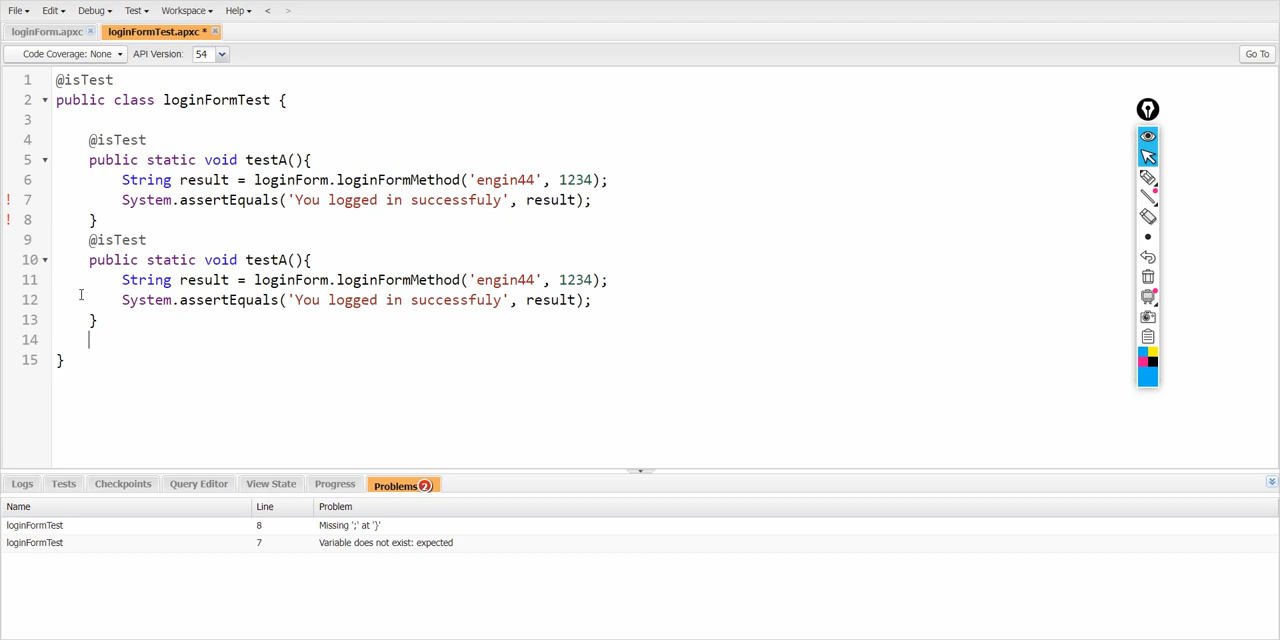 File Edit Debug Test Workspace Help < >
loginForm.apxc loginFormTest.apxc *
Code Coverage: None API Version: 54 Go To
1 @isTest
2 public class loginFormTest {
3
4 @isTest
5 public static void testA(){
6 String result = loginForm.loginFormMethod('engin44', 1234);
! 7 System.assertEquals('You logged in successfuly', result);
! 8 }
9 @isTest
10 public static void testA(){
11 String result = loginForm.loginFormMethod('engin44', 1234);
12 System.assertEquals('You logged in successfuly', result);
13 }
14
15 }
Logs Tests Checkpoints Query Editor View State Progress Problems 2
Name Line Problem
loginFormTest 8 Missing ';' at '}'
loginFormTest 7 Variable does not exist: expected